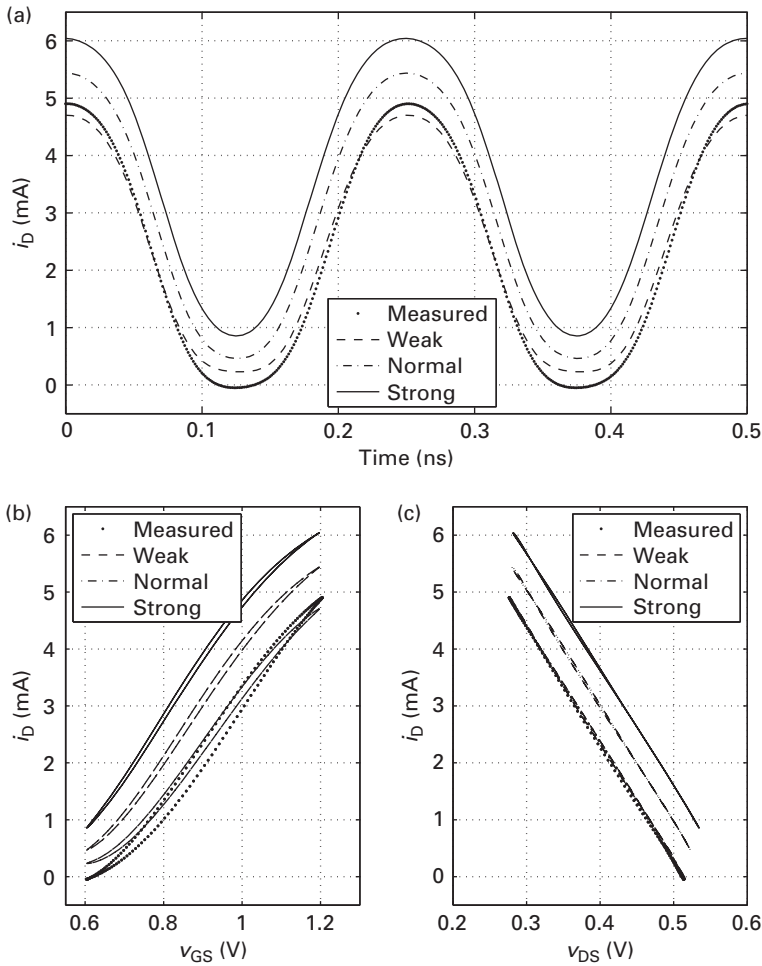 (a)
6
5
4
3
2
1
0
i_D (mA)
Measured
Weak
Normal
Strong
0 0.1 0.2 0.3 0.4 0.5
Time (ns)
(b)
6
5
4
3
2
1
0
i_D (mA)
Measured
Weak
Normal
Strong
0.6 0.8 1 1.2
v_GS (V)
(c)
6
5
4
3
2
1
0
i_D (mA)
Measured
Weak
Normal
Strong
0.2 0.3 0.4 0.5 0.6
v_DS (V)